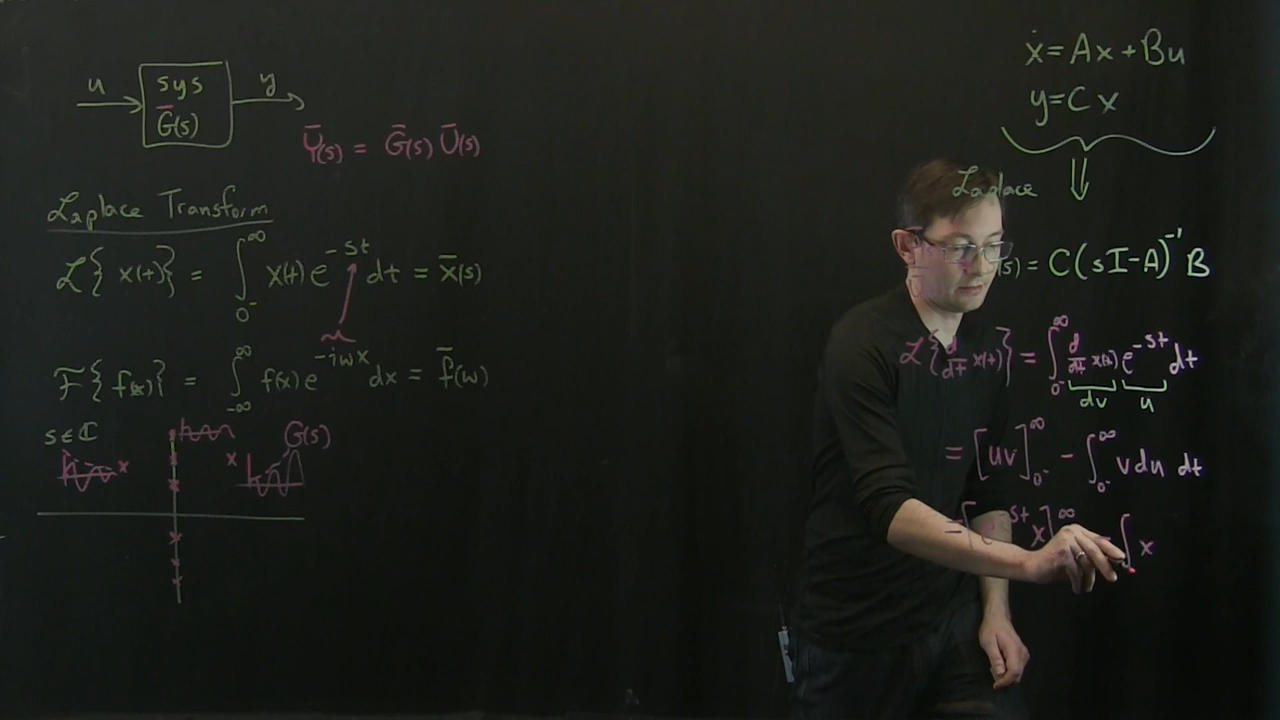 u sys y
Ḡ(s)
Ȳ(s) = Ḡ(s) Ū(s)
Laplace Transform
ℒ{x(t)} = ∫₀⁻^∞ x(t) e^{-st} dt = x̄(s)
ℱ{f(x)} = ∫_{-∞}^∞ f(x) e^{-iωx} dx = f̄(ω)
s ∈ ℂ
G(s)
ẋ = Ax + Bu
y = Cx
Laplace
(s) = C(sI-A)⁻¹ B
ℒ{d/dt x(t)} = ∫₀⁻^∞ d/dt x(t) e^{-st} dt
dv u
= [uv]₀⁻^∞ - ∫₀⁻^∞ v du dt
= [e^{-st} x]^∞ ∫ x